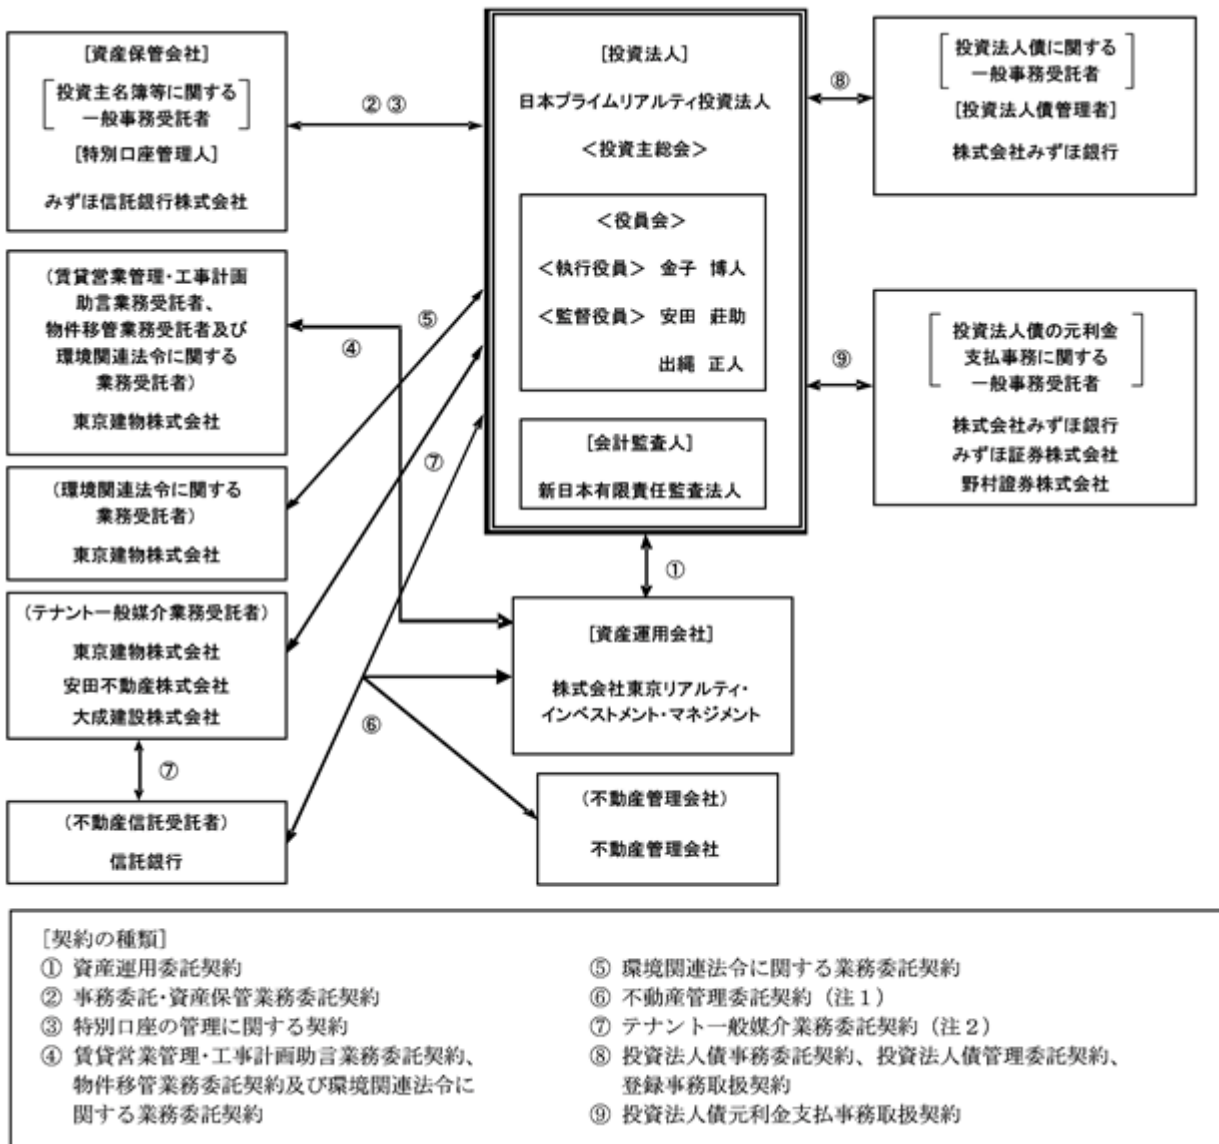 [資産保管会社]
投資主名簿等に関する
一般事務受託者
[特別口座管理人]
みずほ信託銀行株式会社
②③
[投資法人]
日本プライムリアルティ投資法人
＜投資主総会＞
＜役員会＞
＜執行役員＞ 金子 博人
＜監督役員＞ 安田 荘助
出縄 正人
[会計監査人]
新日本有限責任監査法人
⑧
投資法人債に関する
一般事務受託者
[投資法人債管理者]
株式会社みずほ銀行
⑨
投資法人債の元利金
支払事務に関する
一般事務受託者
株式会社みずほ銀行
みずほ証券株式会社
野村證券株式会社
(賃貸営業管理・工事計画
助言業務受託者、
物件移管業務受託者及び
環境関連法令に関する
業務受託者)
東京建物株式会社
④
⑤
(環境関連法令に関する
業務受託者)
東京建物株式会社
⑦
(テナント一般媒介業務受託者)
東京建物株式会社
安田不動産株式会社
大成建設株式会社
⑦
(不動産信託受託者)
信託銀行
⑥
①
[資産運用会社]
株式会社東京リアルティ・
インベストメント・マネジメント
(不動産管理会社)
不動産管理会社
[契約の種類]
① 資産運用委託契約
② 事務委託・資産保管業務委託契約
③ 特別口座の管理に関する契約
④ 賃貸営業管理・工事計画助言業務委託契約、
物件移管業務委託契約及び環境関連法令に
関する業務委託契約
⑤ 環境関連法令に関する業務委託契約
⑥ 不動産管理委託契約（注１）
⑦ テナント一般媒介業務委託契約（注２）
⑧ 投資法人債事務委託契約、投資法人債管理委託契約、
登録事務取扱契約
⑨ 投資法人債元利金支払事務取扱契約